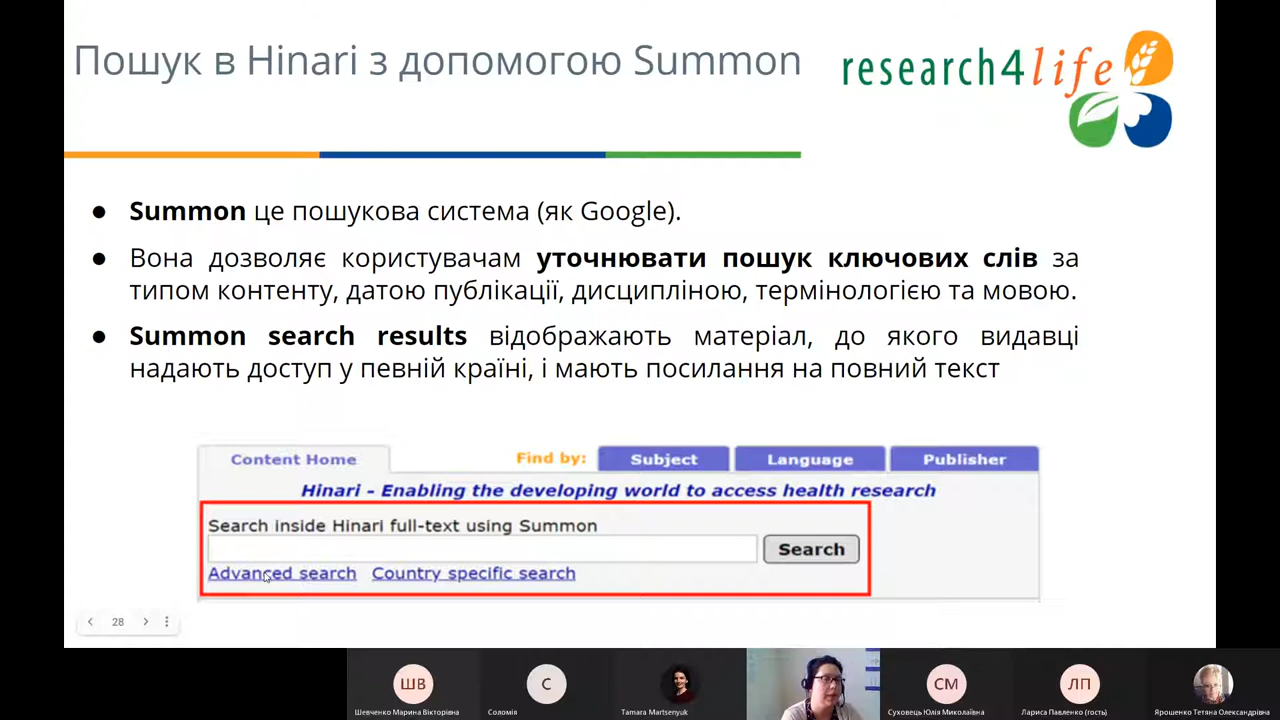 Пошук в Hinari з допомогою Summon
research4life
● Summon це пошукова система (як Google).
● Вона дозволяє користувачам уточнювати пошук ключових слів за
типом контенту, датою публікації, дисципліною, термінологією та мовою.
● Summon search results відображають матеріал, до якого видавці
надають доступ у певній країні, і мають посилання на повний текст
Content Home Find by: Subject Language Publisher
Hinari – Enabling the developing world to access health research
Search inside Hinari full-text using Summon
Search
Advanced search Country specific search
28
ШВ С СМ ЛП
Шевченко Марина Вікторівна Соломія Tamara Martsenyuk Суховець Юлія Миколаївна Лариса Павленко (гость) Ярошенко Тетяна Олександрівна